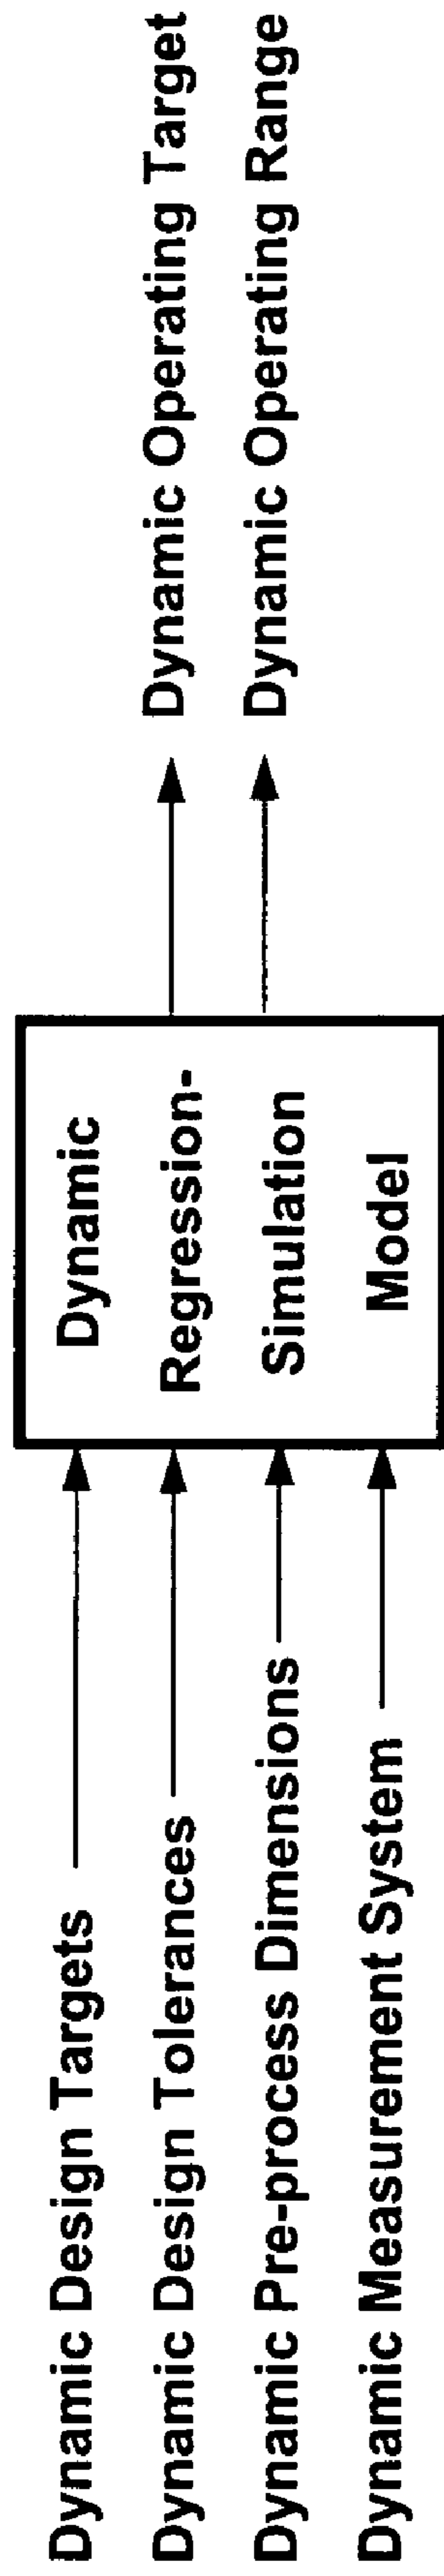 Dynamic Design Targets
Dynamic Design Tolerances
Dynamic Pre-process Dimensions
Dynamic Measurement System
Dynamic
Regression-
Simulation
Model
Dynamic Operating Target
Dynamic Operating Range